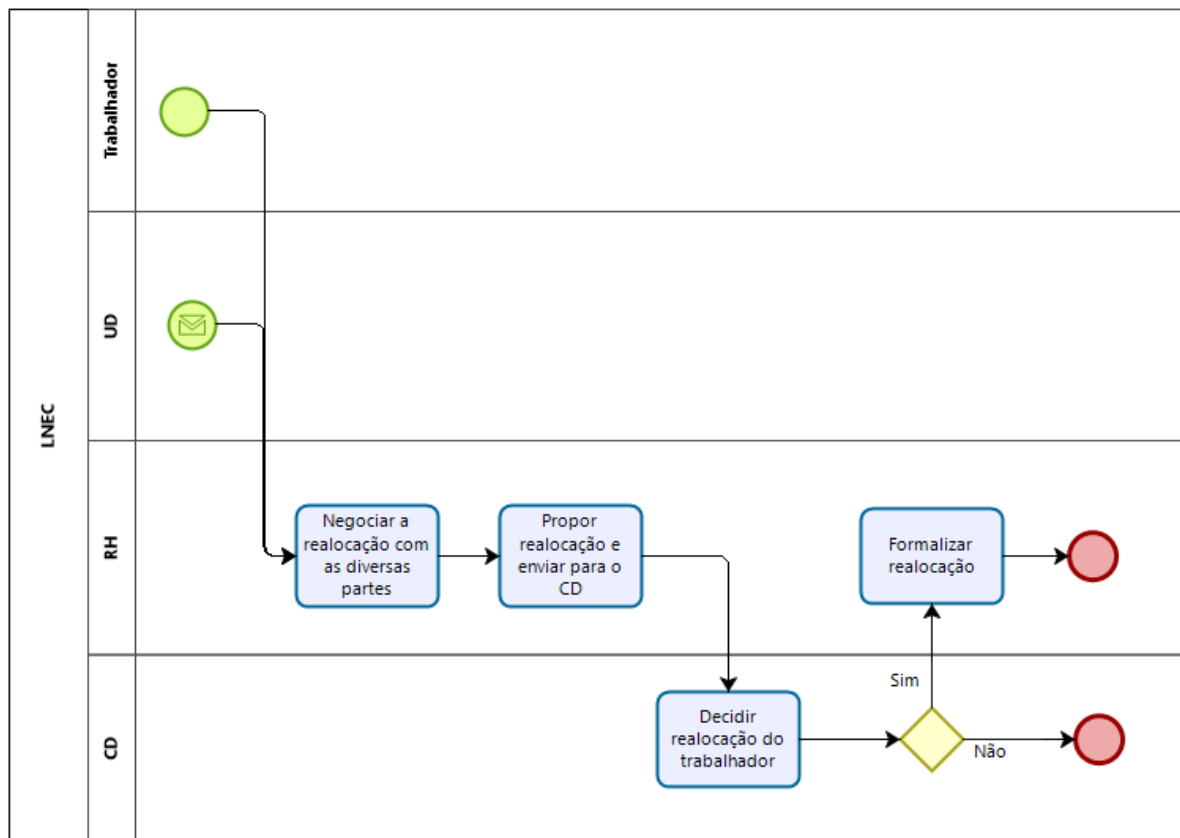 LNEC
Trabalhador
UD
RH
Negociar a
realocação com
as diversas
partes
Propor
realocação e
enviar para o
CD
Formalizar
realocação
CD
Decidir
realocação do
trabalhador
Sim
Não